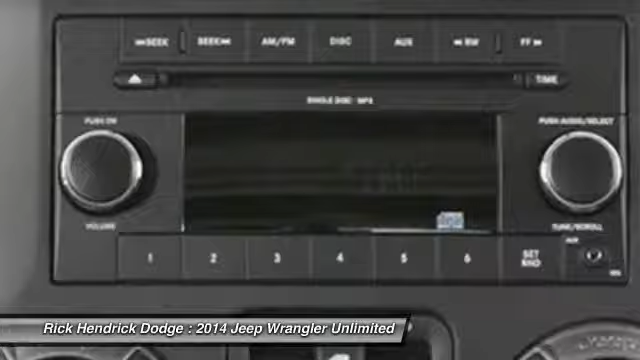 ⏮SEEK SEEK⏭ AM/FM DISC AUX ◀◀ RW FF ▶▶
TIME
SINGLE DISC · MP3
PUSH ON
PUSH AUDIO/SELECT
VOLUME
TUNE/SCROLL
1 2 3 4 5 6 SET RND
AUX
Rick Hendrick Dodge : 2014 Jeep Wrangler Unlimited